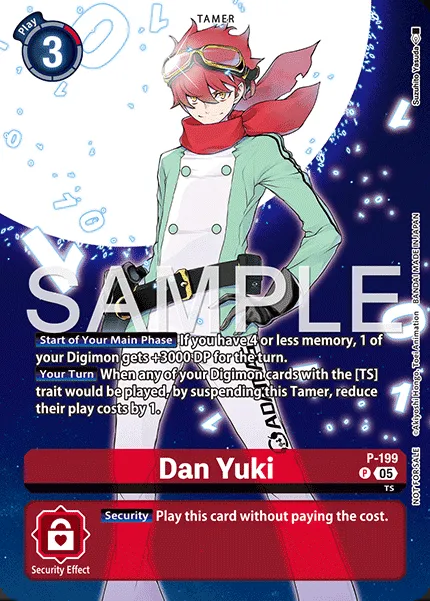 TAMER
Play
3
Suzuhito Yasuda
SAMPLE
Start of Your Main Phase If you have 4 or less memory, 1 of
your Digimon gets +3000 DP for the turn.
Your Turn When any of your Digimon cards with the [TS]
trait would be played, by suspending this Tamer, reduce
their play costs by 1.
©Akiyoshi Hongo, Toei Animation BANDAI MADE IN JAPAN
NOT FOR SALE
Dan Yuki
P-199
P 05
TS
Security Play this card without paying the cost.
Security Effect